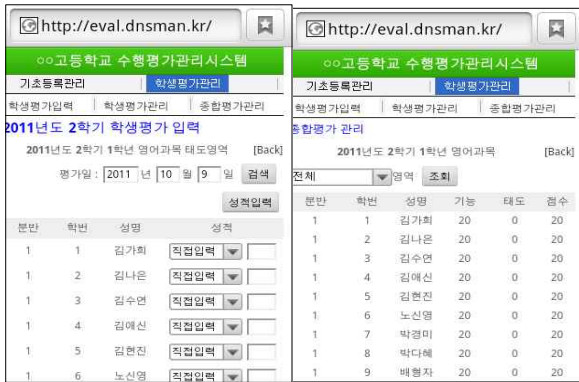 http://eval.dnsman.kr/
○○고등학교 수행평가관리시스템
기초등록관리 학생평가관리
학생평가입력 학생평가관리 종합평가관리
2011년도 2학기 학생평가 입력
2011년도 2학기 1학년 영어과목 태도영역 [Back]
평가일 : 2011 년 10 월 9 일 검색
성적입력
분반 학번 성명 성적
1 1 김가희 직접입력
1 2 김나은 직접입력
1 3 김수연 직접입력
1 4 김애신 직접입력
1 5 김현진 직접입력
1 6 노신영 직접입력
http://eval.dnsman.kr/
○○고등학교 수행평가관리시스템
기초등록관리 학생평가관리
학생평가입력 학생평가관리 종합평가관리
종합평가 관리
2011년도 2학기 1학년 영어과목 [Back]
전체 영역 조회
분반 학번 성명 기능 태도 점수
1 1 김가희 20 0 20
1 2 김나은 20 0 20
1 3 김수연 20 0 20
1 4 김애신 20 0 20
1 5 김현진 20 0 20
1 6 노신영 20 0 20
1 7 박경미 20 0 20
1 8 박다혜 20 0 20
1 9 배형자 20 0 20